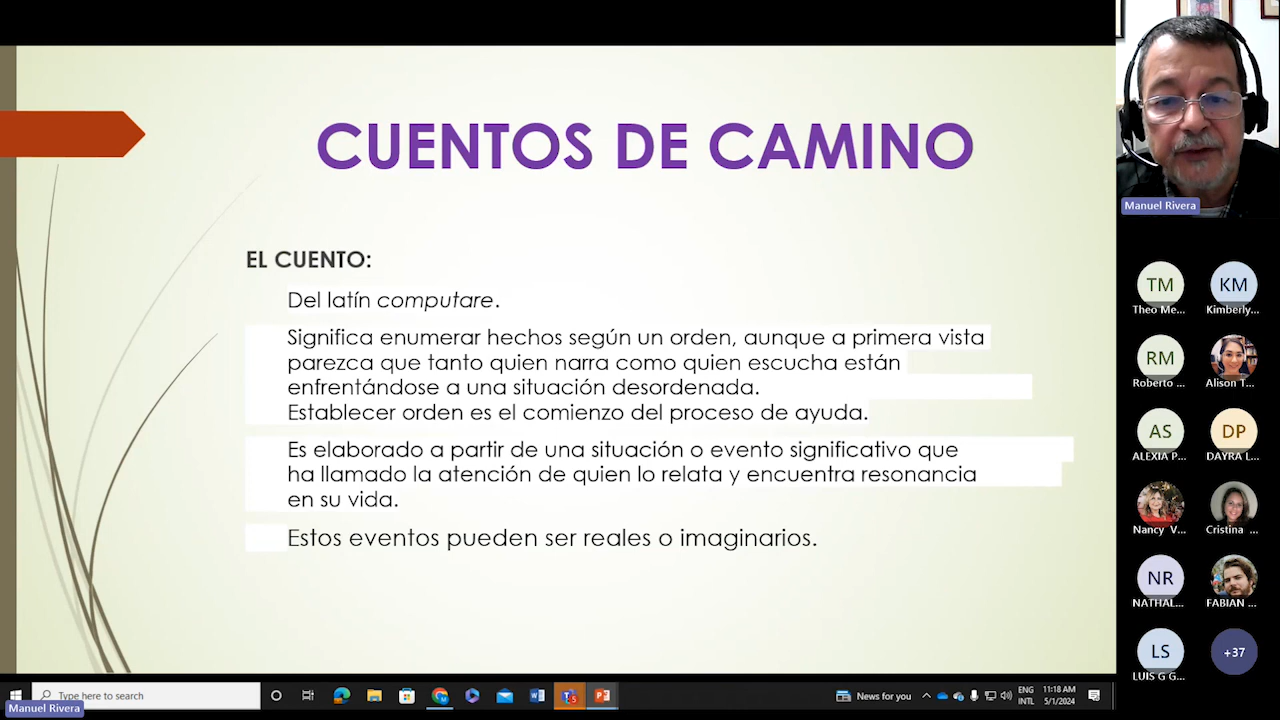 CUENTOS DE CAMINO
EL CUENTO:
Del latín computare.
Significa enumerar hechos según un orden, aunque a primera vista
parezca que tanto quien narra como quien escucha están
enfrentándose a una situación desordenada.
Establecer orden es el comienzo del proceso de ayuda.
Es elaborado a partir de una situación o evento significativo que
ha llamado la atención de quien lo relata y encuentra resonancia
en su vida.
Estos eventos pueden ser reales o imaginarios.
Manuel Rivera
TM KM
Theo Me... Kimberly...
RM
Roberto ... Alison T...
AS DP
ALEXIA P... DAYRA L...
Nancy V... Cristina ...
NR
NATHAL... FABIAN ...
LS +37
LUIS G G...
Type here to search
News for you
ENG
INTL
11:18 AM
5/1/2024
Manuel Rivera